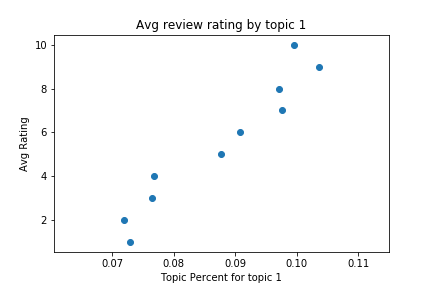 Avg review rating by topic 1
10
8
6
4
2
Avg Rating
0.07 0.08 0.09 0.10 0.11
Topic Percent for topic 1